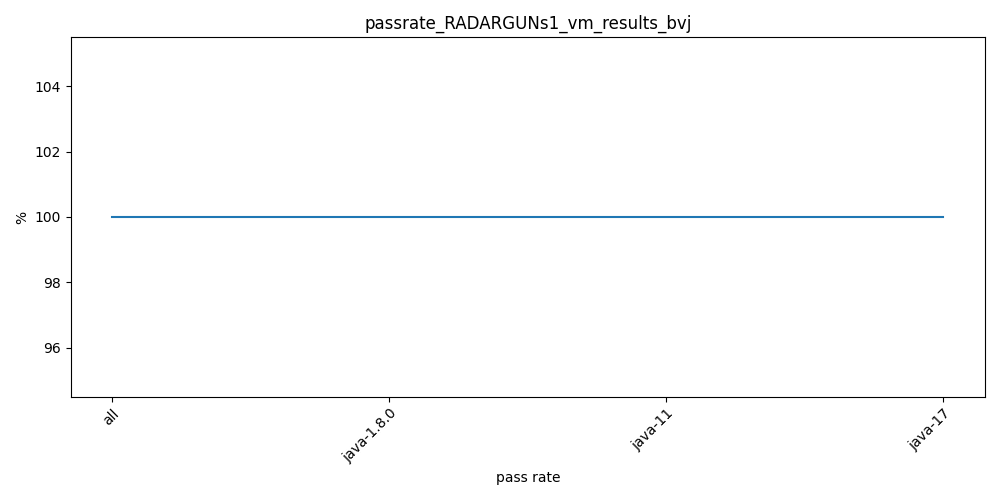 passrate_RADARGUNs1_vm_results_bvj
104
102
100
98
96
%
all
java-1.8.0
java-11
java-17
pass rate